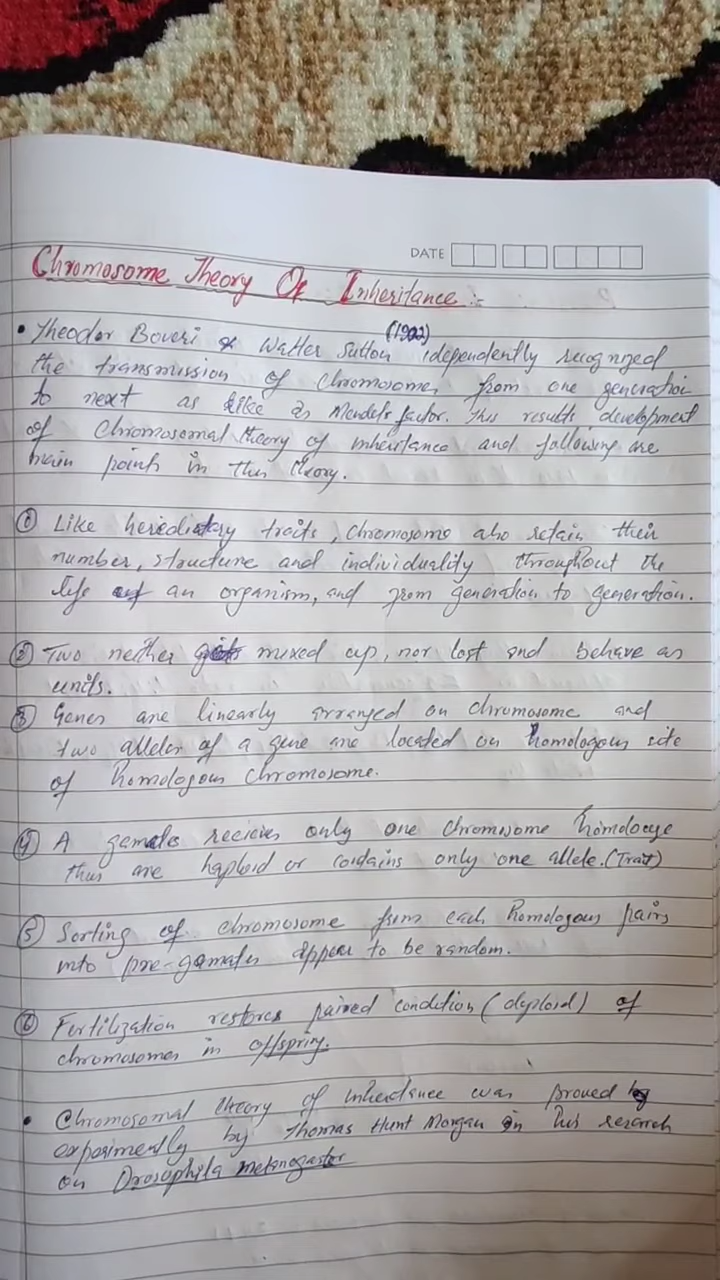 DATE
Chromosome Theory Of Inheritance :-
• Theodor Boveri & Walter Sutton (1902) idependently recognized
the transmission of chromosomes from one generation
to next as like as Mendel's factor. This results development
of Chromosomal theory of inheritance and following are
main points in this theory.
① Like herediatary traits, chromosome also retain their
number, structure and individuality throughout the
life of an organism, and from generation to generation.
② Two neither gets mixed up, nor lost and behave as
units.
③ Genes are linearly arranged on chromosome and
two alleles of a gene are located on homologous site
of homologous chromosome.
④ A gamete recieves only one chromosome homologe
thus are haploid or contains only one allele. (Trait)
⑤ Sorting of chromosome from each homologous pairs
into pre-gametes appear to be random.
⑥ Fertilization restores paired condition (diploid) of
chromosomes in offspring.
• Chromosomal theory of inheritance was proved
experimently by Thomas Hunt Morgan in his research
on Drosophila melanogaster